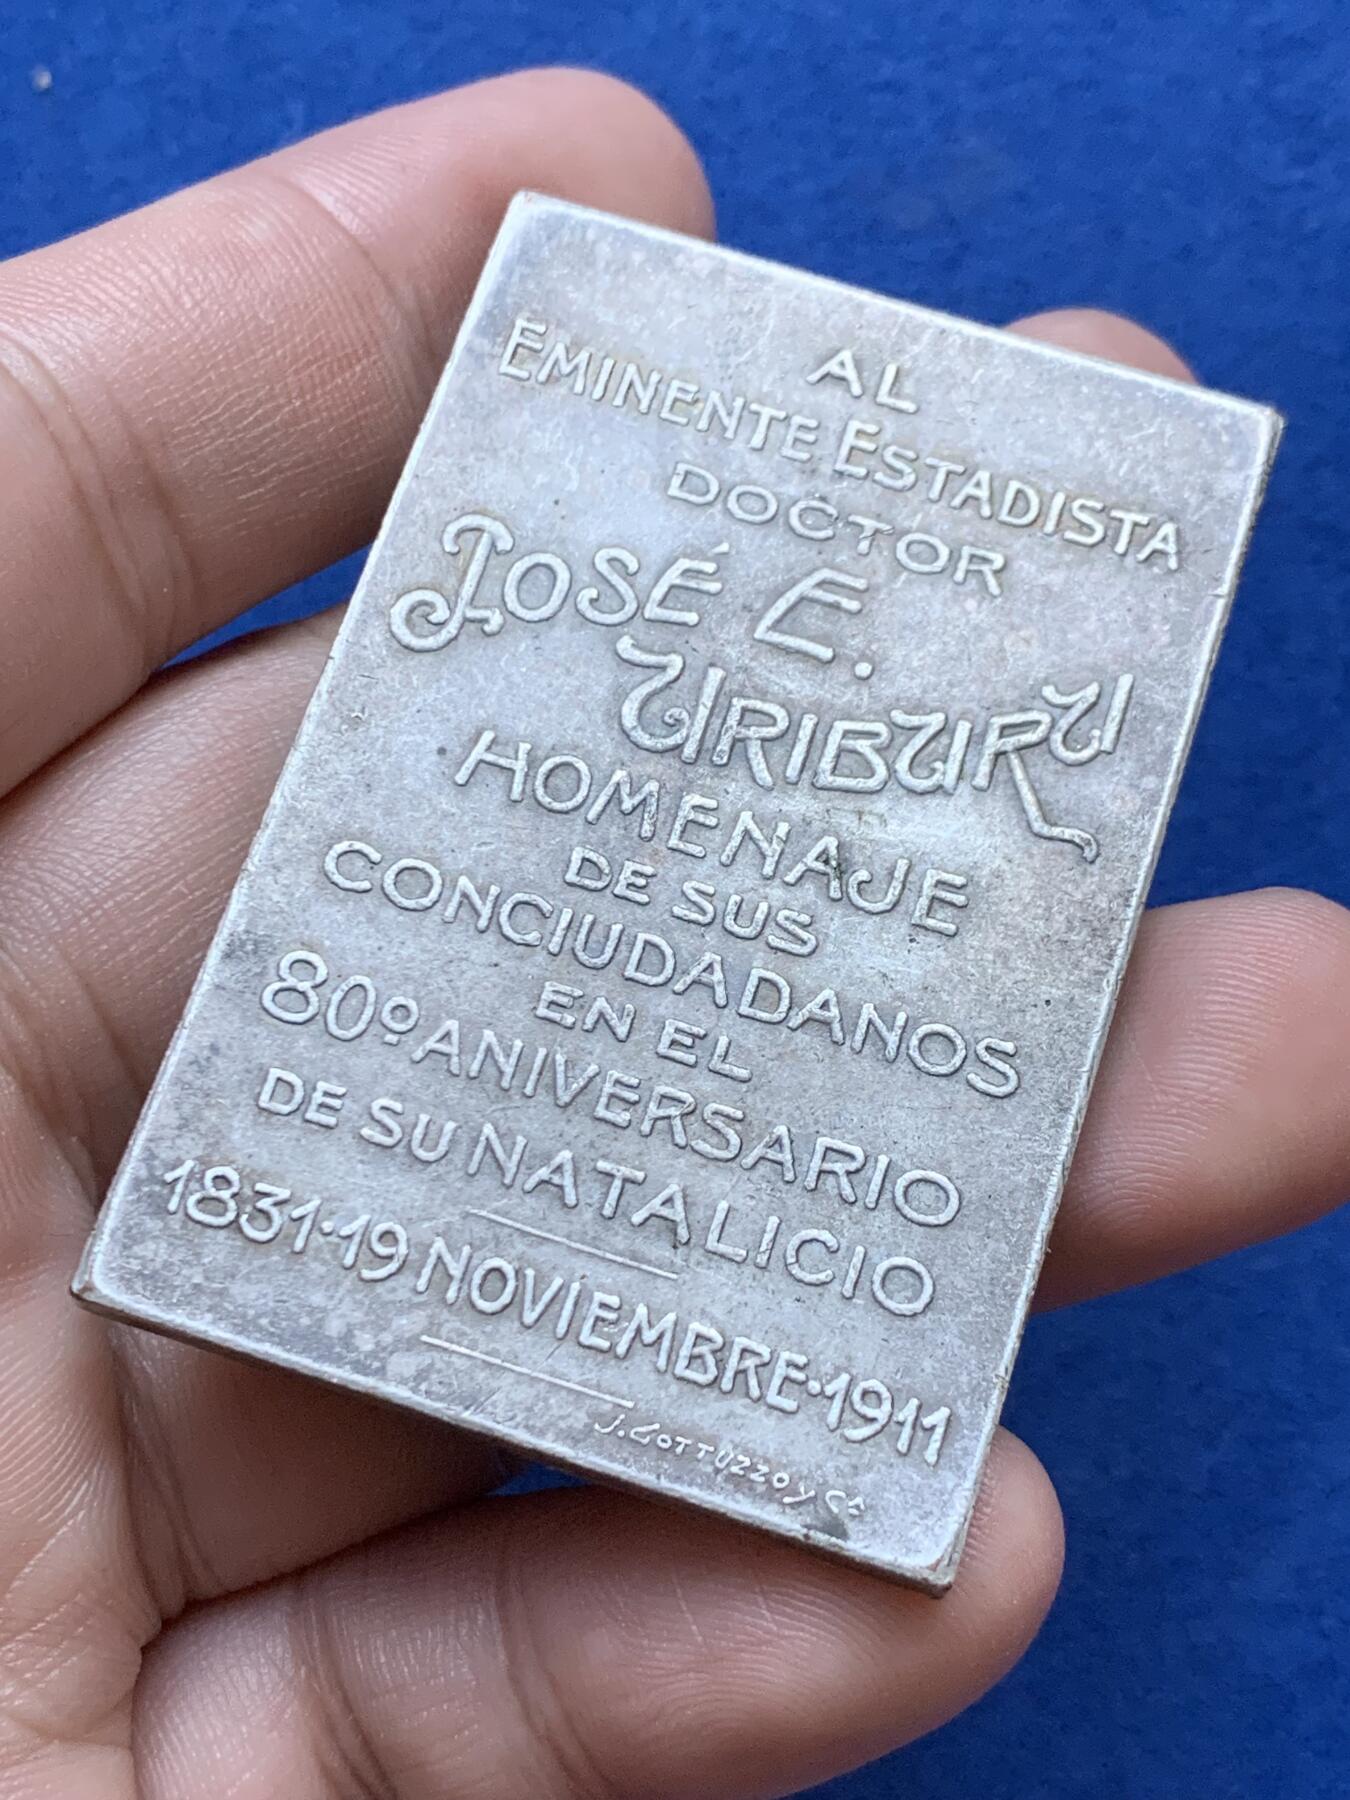 AL
EMINENTE ESTADISTA
DOCTOR
JOSÉ E.
URIBURU
HOMENAJE
DE SUS
CONCIUDADANOS
EN EL
80º ANIVERSARIO
DE SU NATALICIO
1831·19 NOVIEMBRE·1911
J. GOTTUZZO y Cª